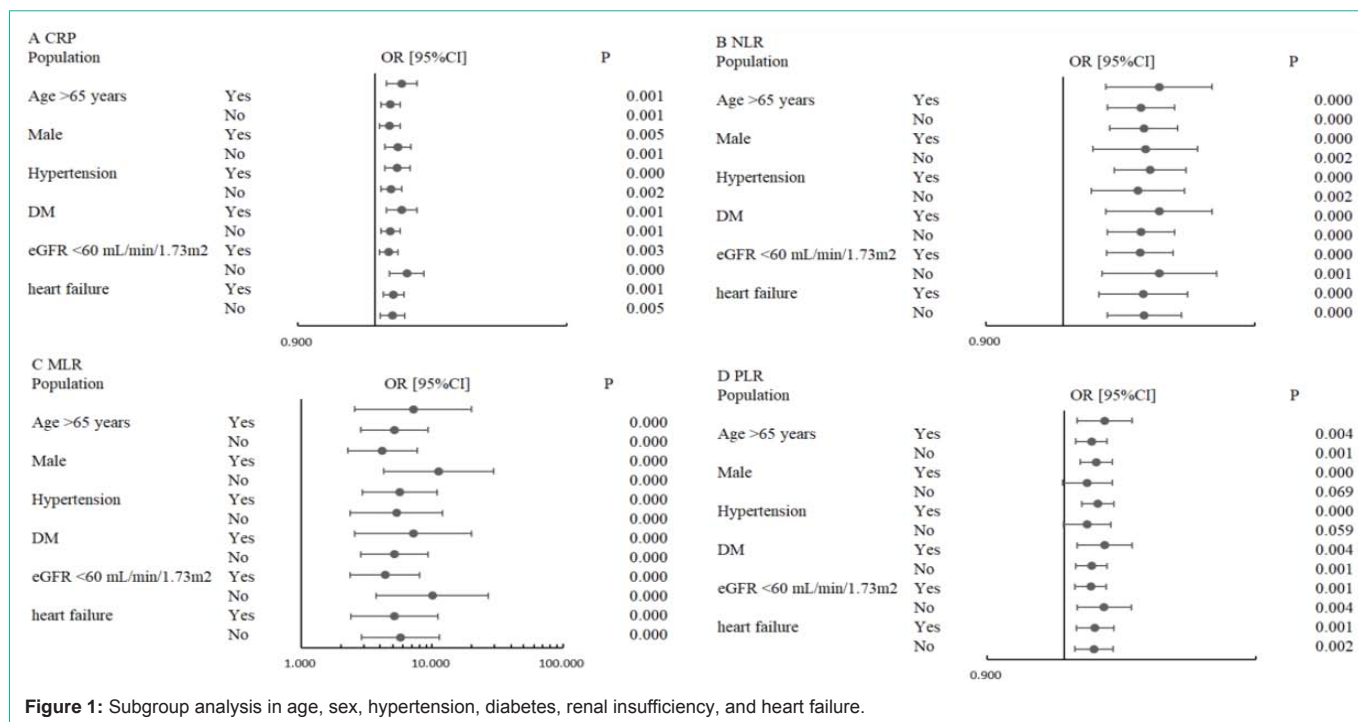 A CRP
Population OR [95%CI] P
Age >65 years Yes 0.001
No 0.001
Male Yes 0.005
No 0.001
Hypertension Yes 0.000
No 0.002
DM Yes 0.001
No 0.001
eGFR <60 mL/min/1.73m2 Yes 0.003
No 0.000
heart failure Yes 0.001
No 0.005
0.900
B NLR
Population OR [95%CI] P
Age >65 years Yes 0.000
No 0.000
Male Yes 0.000
No 0.002
Hypertension Yes 0.000
No 0.002
DM Yes 0.000
No 0.000
eGFR <60 mL/min/1.73m2 Yes 0.000
No 0.001
heart failure Yes 0.000
No 0.000
0.900
C MLR
Population OR [95%CI] P
Age >65 years Yes 0.000
No 0.000
Male Yes 0.000
No 0.000
Hypertension Yes 0.000
No 0.000
DM Yes 0.000
No 0.000
eGFR <60 mL/min/1.73m2 Yes 0.000
No 0.000
heart failure Yes 0.000
No 0.000
1.000 10.000 100.000
D PLR
Population OR [95%CI] P
Age >65 years Yes 0.004
No 0.001
Male Yes 0.000
No 0.069
Hypertension Yes 0.000
No 0.059
DM Yes 0.004
No 0.001
eGFR <60 mL/min/1.73m2 Yes 0.001
No 0.004
heart failure Yes 0.001
No 0.002
0.900
Figure 1: Subgroup analysis in age, sex, hypertension, diabetes, renal insufficiency, and heart failure.